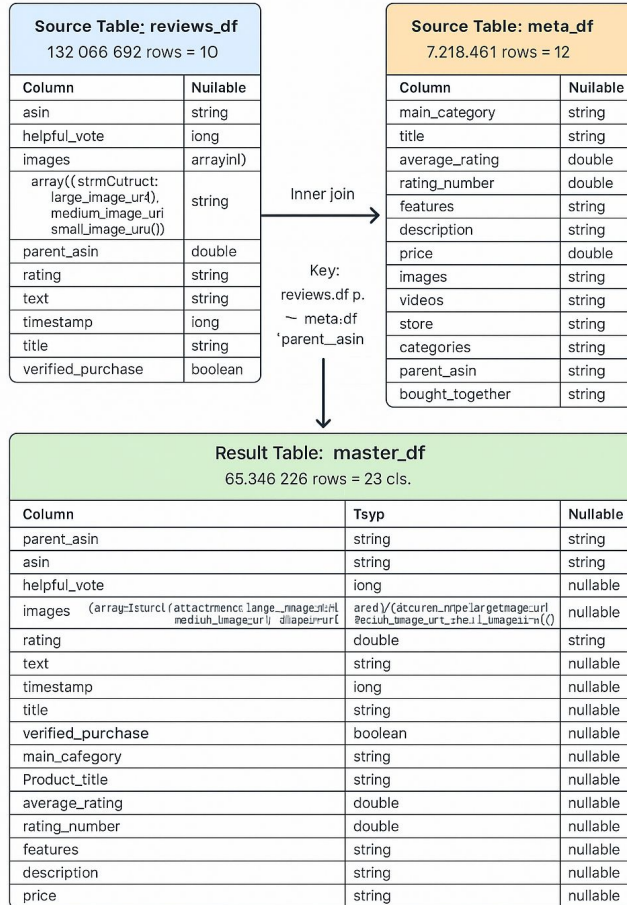 Source Table: reviews_df
132 066 692 rows = 10
Column Nuilable
asin string
helpful_vote iong
images arrayinl)
array((strmCutruct:
large_image_ur4),
medium_image_uri
small_image_uru())
string
parent_asin double
rating string
text string
timestamp iong
title string
verified_purchase boolean
Inner join
Key:
reviews.df p.
— meta:df
'parent__asin
Source Table: meta_df
7.218.461 rows = 12
Column Nuilable
main_category string
title string
average_rating double
rating_number double
features string
description string
price double
images string
videos string
store string
categories string
parent_asin string
bought_together string
Result Table: master_df
65.346 226 rows = 23 cls.
Column Tsyp Nullable
parent_asin string string
asin string string
helpful_vote iong nullable
images nullable
rating double string
text string nullable
timestamp iong nullable
title string nullable
verified_purchase boolean nullable
main_cafegory string nullable
Product_title string nullable
average_rating double nullable
rating_number double nullable
features string nullable
description string nullable
price string nullable